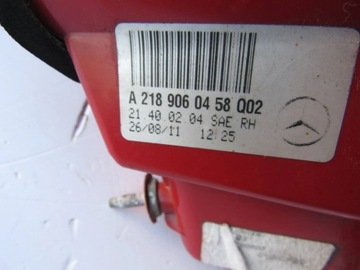 A 218 906 04 58 Q02
21.40.02.04 SAE RH
26/08/11 12:25